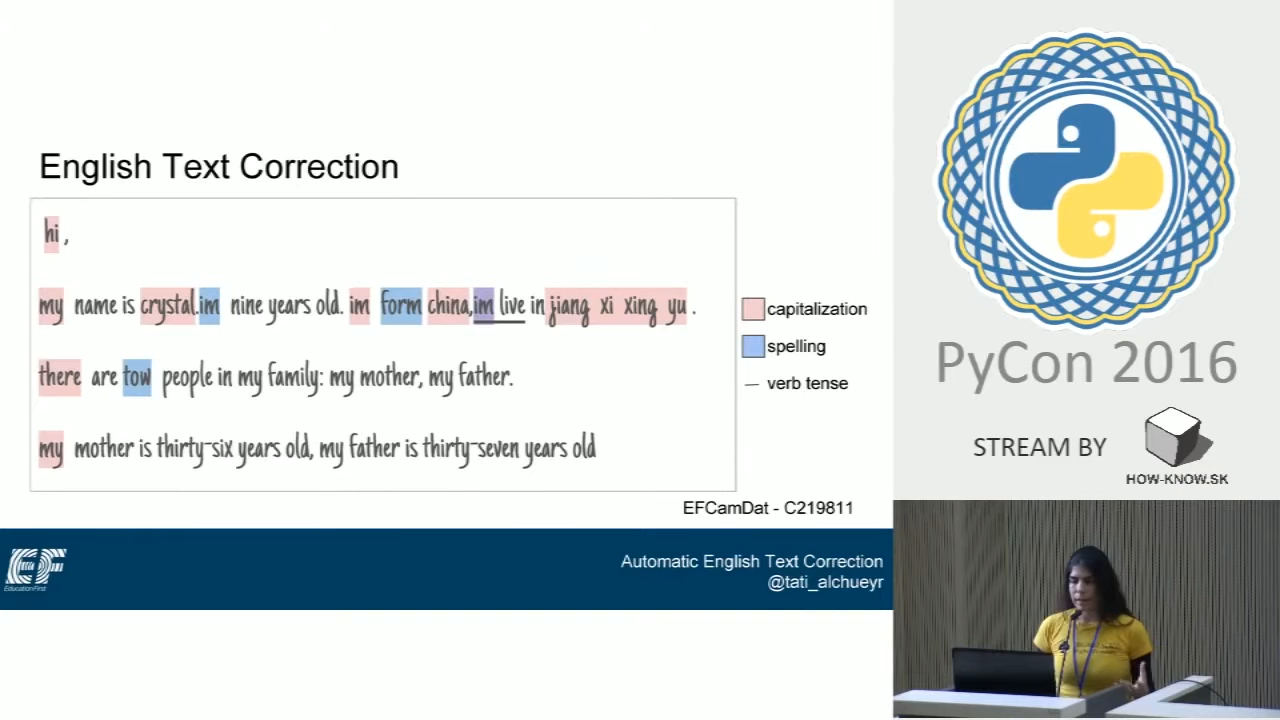 English Text Correction
hi ,
my name is crystal.im nine years old. im form china,im live in jiang xi xing yu .
there are tow people in my family: my mother, my father.
my mother is thirty-six years old, my father is thirty-seven years old
capitalization
spelling
verb tense
EFCamDat - C219811
EF
EducationFirst
Automatic English Text Correction
@tati_alchueyr
PyCon 2016
STREAM BY
HOW-KNOW.SK